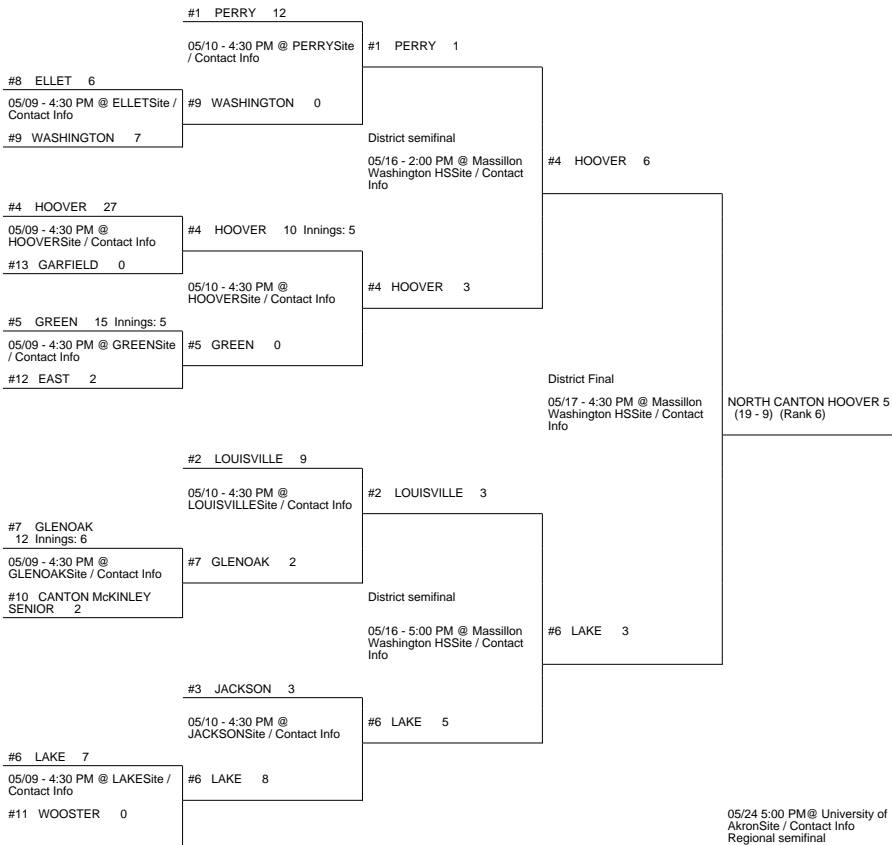 #1 PERRY 12
05/10 - 4:30 PM @ PERRYSite
/ Contact Info
#1 PERRY 1
#8 ELLET 6
05/09 - 4:30 PM @ ELLETSite /
Contact Info
#9 WASHINGTON 0
#9 WASHINGTON 7
District semifinal
05/16 - 2:00 PM @ Massillon
Washington HSSite / Contact
Info
#4 HOOVER 6
#4 HOOVER 27
05/09 - 4:30 PM @
HOOVERSite / Contact Info
#4 HOOVER 10 Innings: 5
#13 GARFIELD 0
05/10 - 4:30 PM @
HOOVERSite / Contact Info
#4 HOOVER 3
#5 GREEN 15 Innings: 5
05/09 - 4:30 PM @ GREENSite
/ Contact Info
#5 GREEN 0
#12 EAST 2
District Final
05/17 - 4:30 PM @ Massillon
Washington HSSite / Contact
Info
NORTH CANTON HOOVER 5
(19 - 9) (Rank 6)
#2 LOUISVILLE 9
05/10 - 4:30 PM @
LOUISVILLESite / Contact Info
#2 LOUISVILLE 3
#7 GLENOAK
12 Innings: 6
05/09 - 4:30 PM @
GLENOAKSite / Contact Info
#7 GLENOAK 2
#10 CANTON McKINLEY
SENIOR 2
District semifinal
05/16 - 5:00 PM @ Massillon
Washington HSSite / Contact
Info
#6 LAKE 3
#3 JACKSON 3
05/10 - 4:30 PM @
JACKSONSite / Contact Info
#6 LAKE 5
#6 LAKE 7
05/09 - 4:30 PM @ LAKESite /
Contact Info
#6 LAKE 8
#11 WOOSTER 0
05/24 5:00 PM@ University of
AkronSite / Contact Info
Regional semifinal